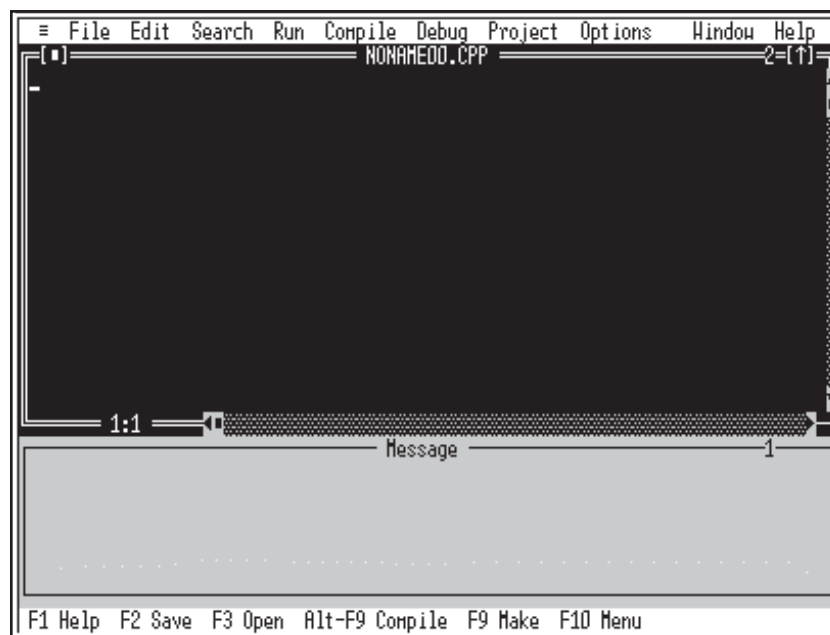 ≡ File Edit Search Run Compile Debug Project Options Window Help
[■] NONAME00.CPP 2=[↑]
1:1
Message 1
F1 Help F2 Save F3 Open Alt-F9 Compile F9 Make F10 Menu